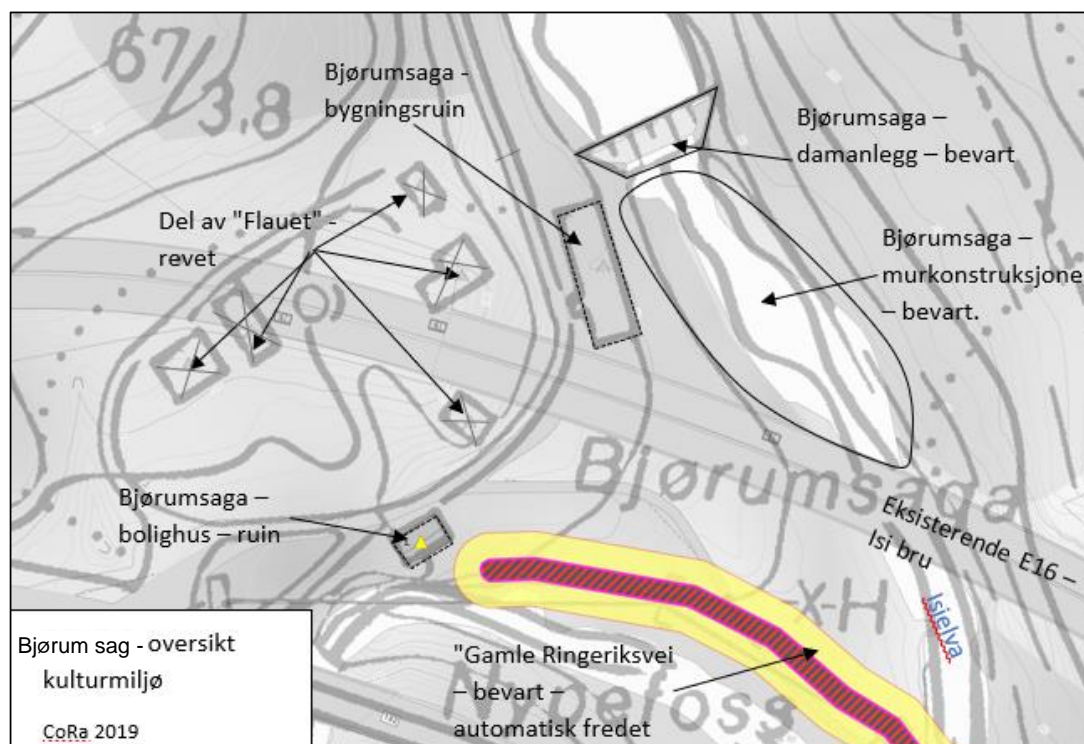 67/
3,8
Bjørumsaga -
bygningsruin
Bjørumsaga –
damanlegg – bevart
Del av "Flauet" -
revet
Bjørumsaga –
murkonstruksjone
– bevart.
Bjørumsaga
Bjørumsaga –
bolighus – ruin
Eksisterende E16 –
Isi bru
Isielva
-x-H
"Gamle Ringeriksvei
– bevart –
automatisk fredet
Nypefoss
Bjørum sag - oversikt
kulturmiljø
CoRa 2019